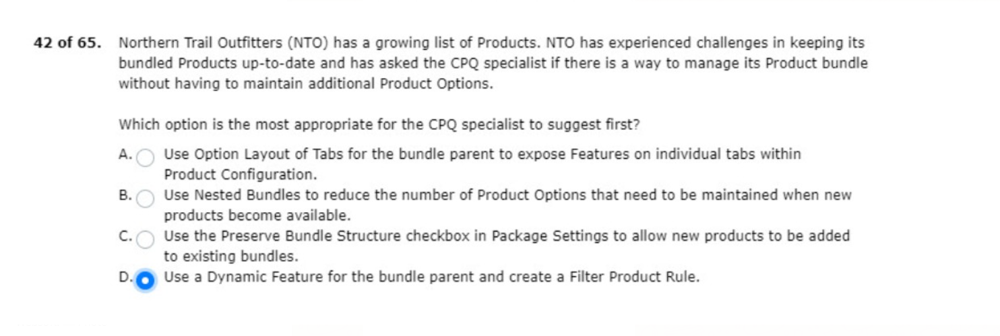 42 of 65. Northern Trail Outfitters (NTO) has a growing list of Products. NTO has experienced challenges in keeping its
bundled Products up-to-date and has asked the CPQ specialist if there is a way to manage its Product bundle
without having to maintain additional Product Options.
Which option is the most appropriate for the CPQ specialist to suggest first?
A. Use Option Layout of Tabs for the bundle parent to expose Features on individual tabs within
Product Configuration.
B. Use Nested Bundles to reduce the number of Product Options that need to be maintained when new
products become available.
C. Use the Preserve Bundle Structure checkbox in Package Settings to allow new products to be added
to existing bundles.
D. Use a Dynamic Feature for the bundle parent and create a Filter Product Rule.